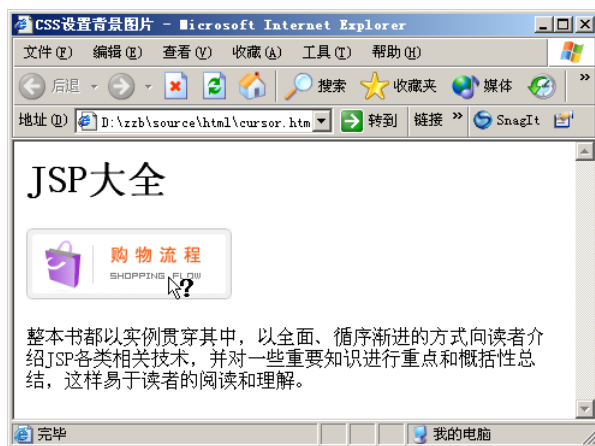 CSS设置背景图片 - Microsoft Internet Explorer
文件(F) 编辑(E) 查看(V) 收藏(A) 工具(T) 帮助(H)
后退 搜索 收藏夹 媒体 »
地址(D) D:\zzb\source\html\cursor.htm 转到 链接 » SnagIt
JSP大全
购物流程
SHOPPING FLOW
整本书都以实例贯穿其中，以全面、循序渐进的方式向读者介
绍JSP各类相关技术，并对一些重要知识进行重点和概括性总
结，这样易于读者的阅读和理解。
完毕 我的电脑